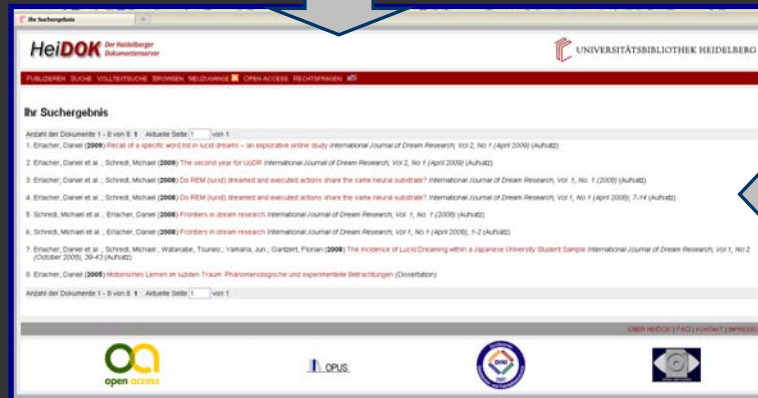 Ihr Suchergebnis
HeiDOK Der Heidelberger
Dokumentenserver
UNIVERSITÄTSBIBLIOTHEK HEIDELBERG
PUBLIZIEREN SUCHE VOLLTEXTSUCHE BROWSEN NEUZUGÄNGE OPEN ACCESS RECHTSFRAGEN
Ihr Suchergebnis
Anzahl der Dokumente 1 - 8 von 8 1 Aktuelle Seite 1 von 1
1. Erlacher, Daniel (2009) Recall of a specific word list in lucid dreams – an explorative online study International Journal of Dream Research; Vol 2, No 1 (April 2009) (Aufsatz)
2. Erlacher, Daniel et al. ; Schredl, Michael (2009) The second year for IJoDR International Journal of Dream Research; Vol 2, No 1 (April 2009) (Aufsatz)
3. Erlacher, Daniel et al. ; Schredl, Michael (2008) Do REM (lucid) dreamed and executed actions share the same neural substrate? International Journal of Dream Research; Vol. 1, No. 1 (2008) (Aufsatz)
4. Erlacher, Daniel et al. ; Schredl, Michael (2008) Do REM (lucid) dreamed and executed actions share the same neural substrate? International Journal of Dream Research; Vol 1, No 1 (April 2008), 7-14 (Aufsatz)
5. Schredl, Michael et al. ; Erlacher, Daniel (2008) Frontiers in dream research International Journal of Dream Research; Vol. 1, No. 1 (2008) (Aufsatz)
6. Schredl, Michael et al. ; Erlacher, Daniel (2008) Frontiers in dream research International Journal of Dream Research; Vol 1, No 1 (April 2008), 1-2 (Aufsatz)
7. Erlacher, Daniel et al. ; Schredl, Michael ; Watanabe, Tsuneo ; Yamana, Jun ; Gantzert, Florian (2008) The incidence of Lucid Dreaming within a Japanese University Student Sample International Journal of Dream Research; Vol 1, No 2
(October 2008), 39-43 (Aufsatz)
8. Erlacher, Daniel (2005) Motorisches Lernen im luziden Traum: Phänomenologische und experimentelle Betrachtungen (Dissertation)
Anzahl der Dokumente 1 - 8 von 8 1 Aktuelle Seite 1 von 1
ÜBER HEIDOK | FAQ | KONTAKT |
open access
OPUS
DINI